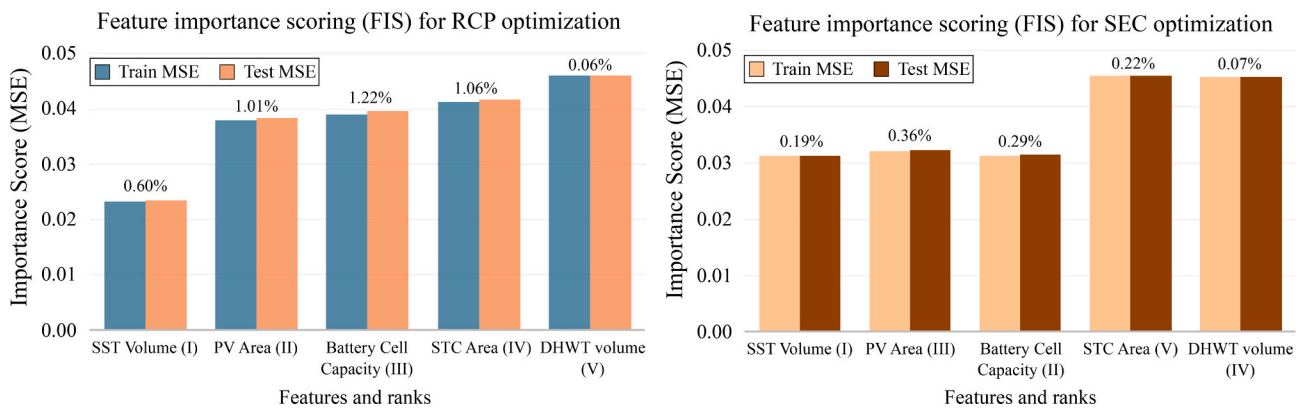 Feature importance scoring (FIS) for RCP optimization
Importance Score (MSE)
0.05
0.04
0.03
0.02
0.01
0.00
Train MSE
Test MSE
0.60%
1.01%
1.22%
1.06%
0.06%
SST Volume (I)
PV Area (II)
Battery Cell
Capacity (III)
STC Area (IV)
DHWT volume
(V)
Features and ranks
Feature importance scoring (FIS) for SEC optimization
Importance Score (MSE)
0.05
0.04
0.03
0.02
0.01
0.00
Train MSE
Test MSE
0.19%
0.36%
0.29%
0.22%
0.07%
SST Volume (I)
PV Area (III)
Battery Cell
Capacity (II)
STC Area (V)
DHWT volume
(IV)
Features and ranks